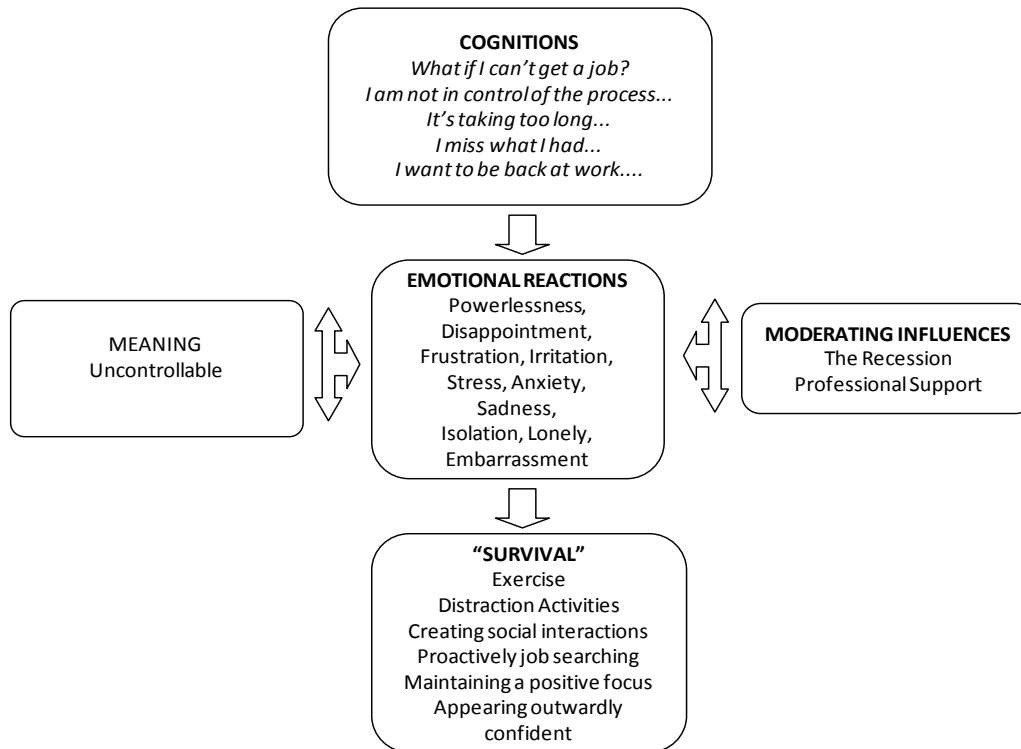 COGNITIONS
What if I can't get a job?
I am not in control of the process...
It's taking too long...
I miss what I had...
I want to be back at work....
EMOTIONAL REACTIONS
Powerlessness,
Disappointment,
Frustration, Irritation,
Stress, Anxiety,
Sadness,
Isolation, Lonely,
Embarrassment
MEANING
Uncontrollable
MODERATING INFLUENCES
The Recession
Professional Support
“SURVIVAL”
Exercise
Distraction Activities
Creating social interactions
Proactively job searching
Maintaining a positive focus
Appearing outwardly
confident